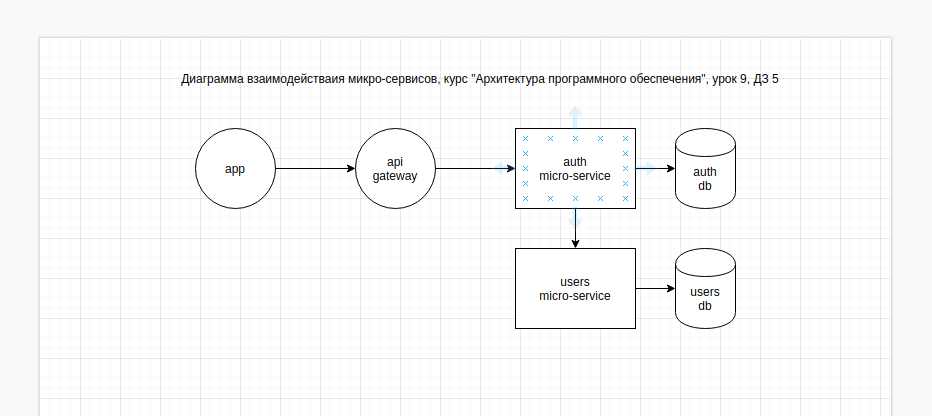 Диаграмма взаимодействаия микро-сервисов, курс "Архитектура программного обеспечения", урок 9, ДЗ 5
app
api
gateway
auth
micro-service
auth
db
users
micro-service
users
db